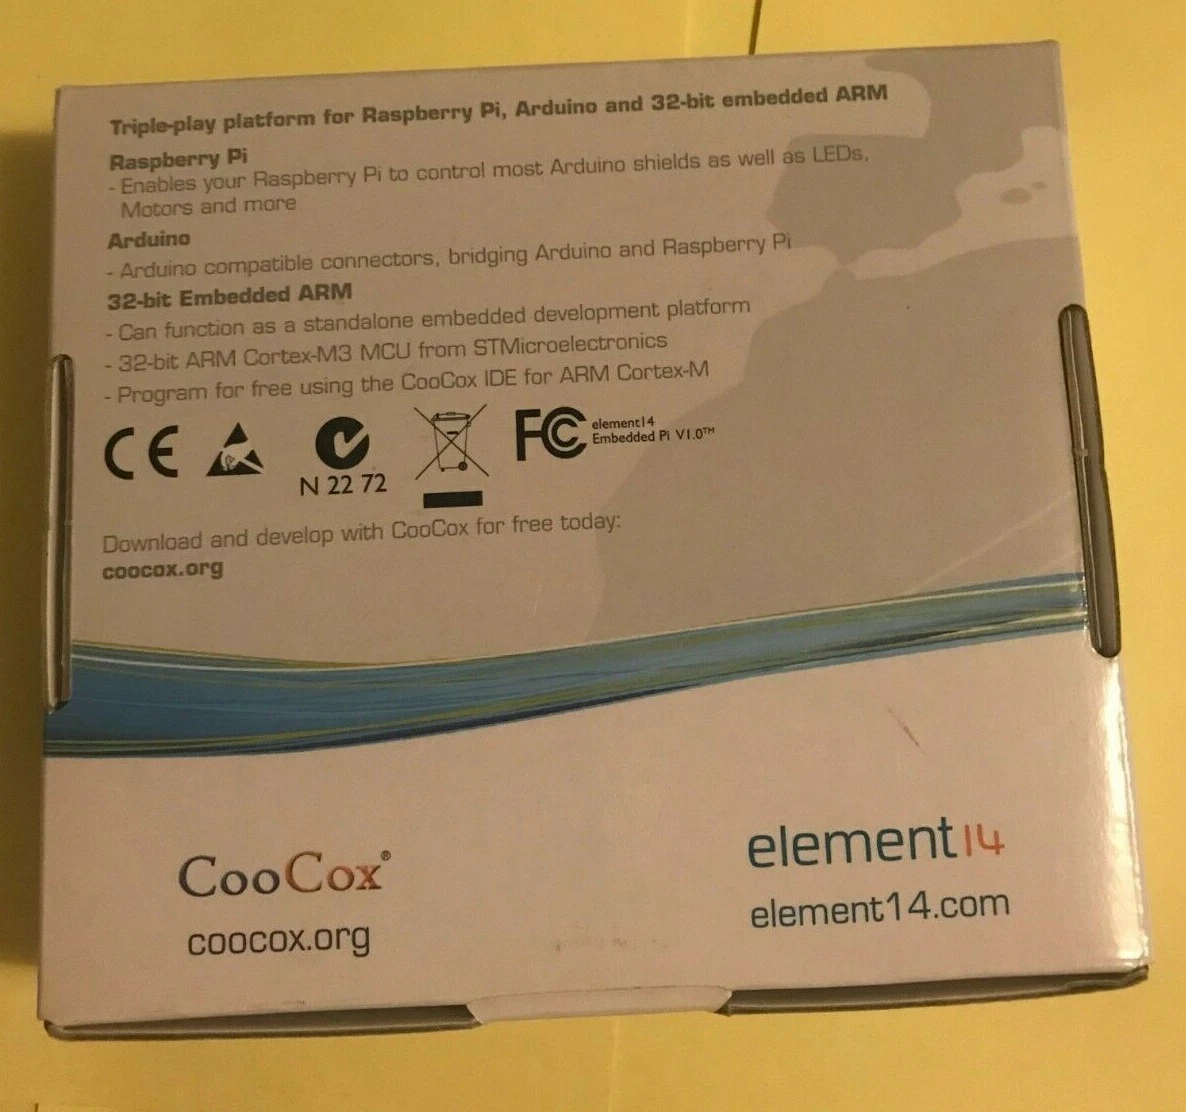 Triple-play platform for Raspberry Pi, Arduino and 32-bit embedded ARM
Raspberry Pi
- Enables your Raspberry Pi to control most Arduino shields as well as LEDs,
Motors and more
Arduino
- Arduino compatible connectors, bridging Arduino and Raspberry Pi
32-bit Embedded ARM
- Can function as a standalone embedded development platform
- 32-bit ARM Cortex-M3 MCU from STMicroelectronics
- Program for free using the CooCox IDE for ARM Cortex-M
CE
FC
element14
Embedded Pi V1.0™
N 22 72
Download and develop with CooCox for free today:
coocox.org
CooCox®
coocox.org
element14
element14.com